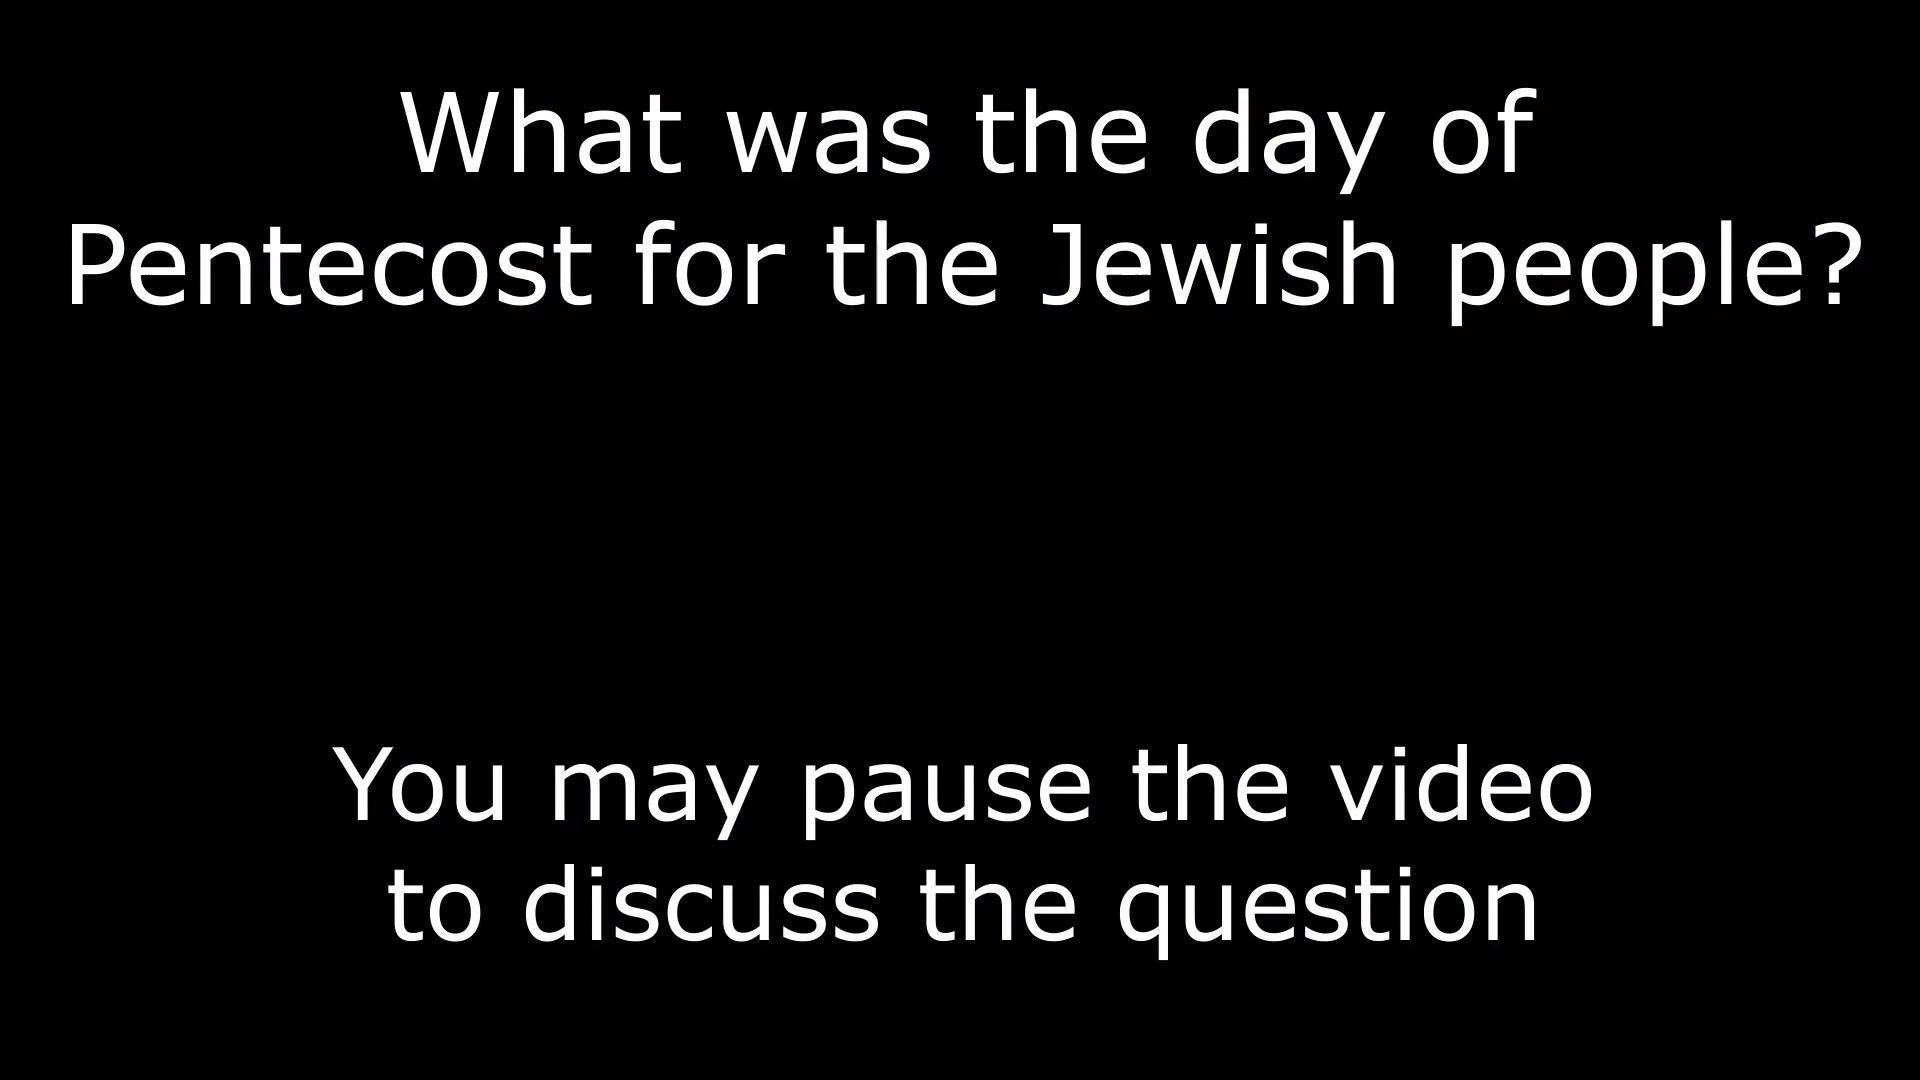 What was the day of
Pentecost for the Jewish people?
You may pause the video
to discuss the question